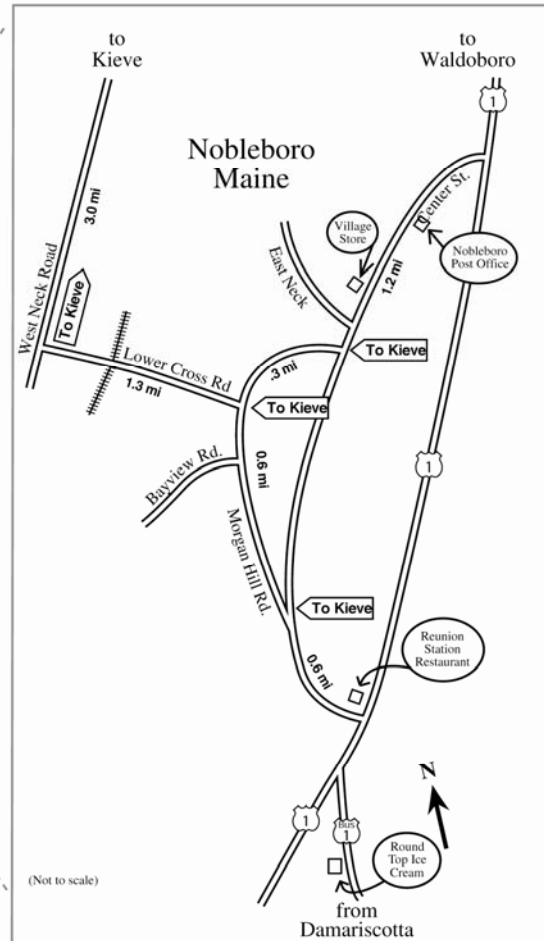 to
Kieve
to
Waldoboro
1
Nobleboro
Maine
3.0 mi
Center St.
Village
Store
Nobleboro
Post Office
East Neck
1.2 mi
West Neck Road
To Kieve
Lower Cross Rd
1.3 mi
.3 mi
To Kieve
To Kieve
Bayview Rd.
0.6 mi
1
Morgan Hill Rd.
To Kieve
Reunion
Station
Restaurant
0.6 mi
N
1
Bus
1
Round
Top Ice
Cream
(Not to scale)
from
Damariscotta